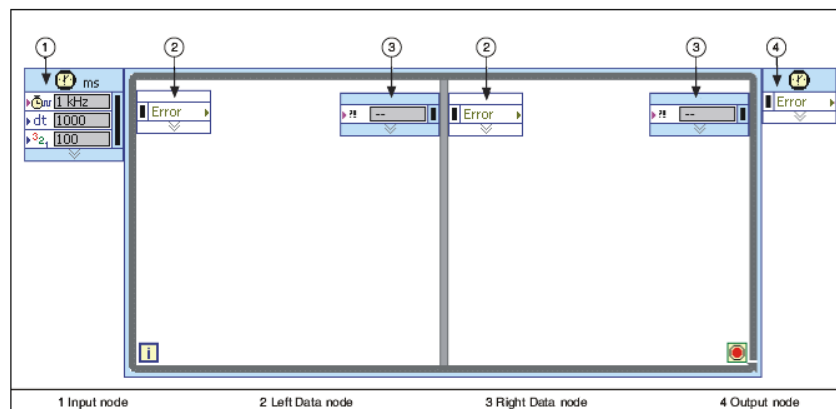 1 2 3 2 3 4
ms
1 kHz
dt 1000
321 100
Error
?! --
Error
?! --
Error
i
1 Input node 2 Left Data node 3 Right Data node 4 Output node